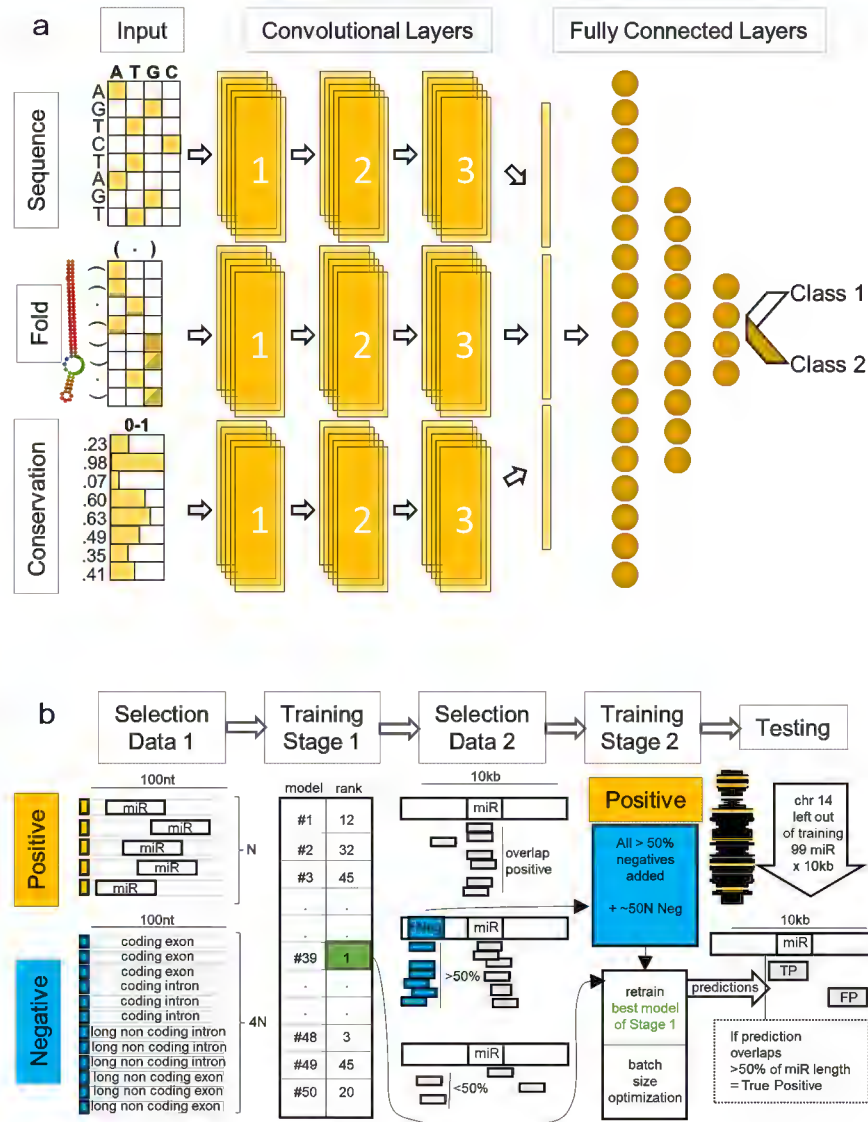 a
Input
Convolutional Layers
Fully Connected Layers
Sequence
A T G C
A
G
T
C
T
A
G
T
1
2
3
Fold
( . )
(
(
.
(
)
)
.
)
1
2
3
Class 1
Class 2
Conservation
0-1
.23
.98
.07
.60
.63
.49
.35
.41
1
2
3
b
Selection Data 1
Training Stage 1
Selection Data 2
Training Stage 2
Testing
Positive
100nt
miR
miR
miR
miR
miR
N
Negative
100nt
coding exon
coding exon
coding exon
coding intron
coding intron
coding intron
long non coding intron
long non coding intron
long non coding intron
long non coding exon
long non coding exon
long non coding exon
4N
model rank
#1 12
#2 32
#3 45
. .
. .
#39 1
. .
. .
#48 3
#49 45
#50 20
10kb
miR
overlap
positive
+Neg
miR
>50%
miR
<50%
Positive
All > 50%
negatives
added
+ ~50N Neg
retrain
best model
of Stage 1
batch
size
optimization
predictions
chr 14
left out
of training
99 miR
x 10kb
10kb
miR
TP
FP
If prediction
overlaps
>50% of miR length
= True Positive